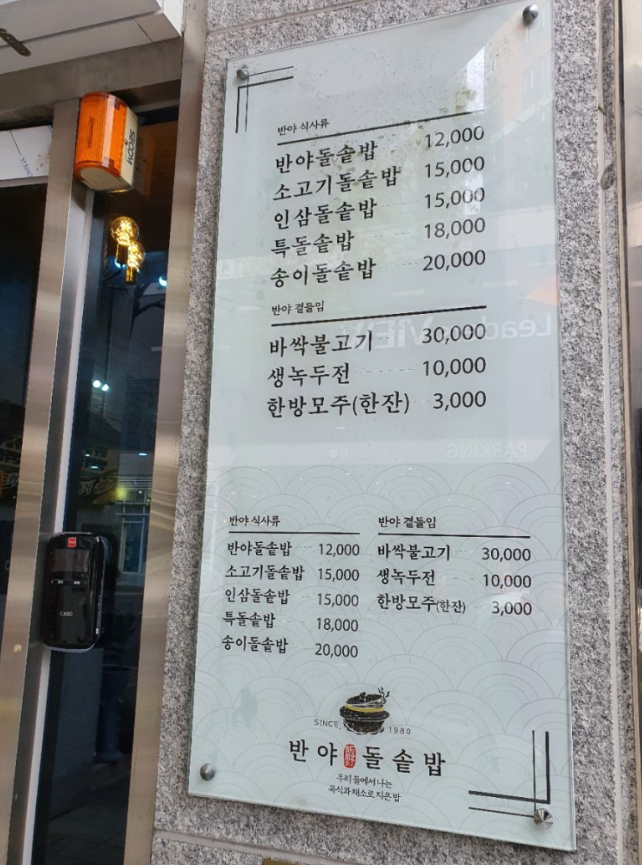 반야 식사류
반야돌솥밥 12,000
소고기돌솥밥 15,000
인삼돌솥밥 15,000
특돌솥밥 18,000
송이돌솥밥 20,000
반야 곁들임
바싹불고기 30,000
생녹두전 10,000
한방모주(한잔) 3,000
반야 식사류
반야돌솥밥 12,000
소고기돌솥밥 15,000
인삼돌솥밥 15,000
특돌솥밥 18,000
송이돌솥밥 20,000
반야 곁들임
바싹불고기 30,000
생녹두전 10,000
한방모주(한잔) 3,000
SINCE 1980
반야 돌솥밥
우리 들에서 나는
곡식과 채소로 지은 밥
CARD
PARKING